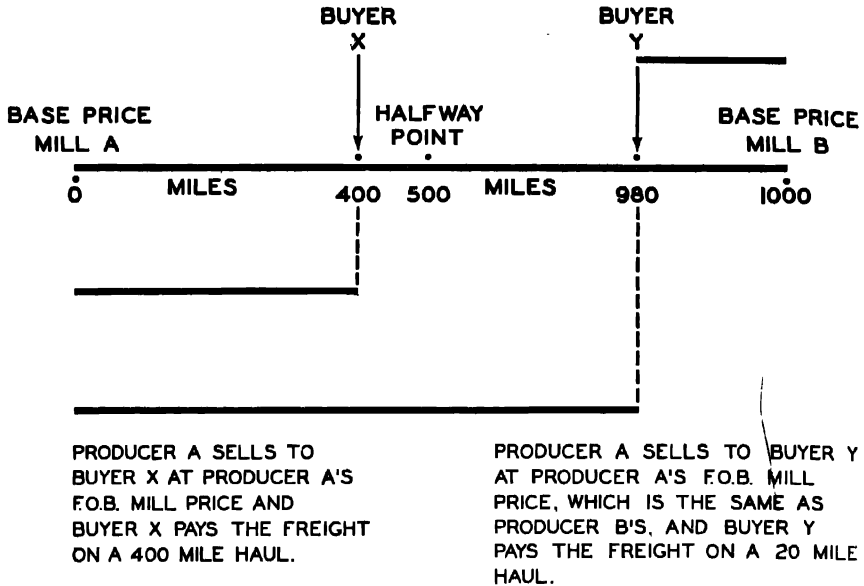 BUYER X
BUYER Y
BASE PRICE MILL A
HALFWAY POINT
BASE PRICE MILL B
0 MILES 400 500 MILES 980 1000
PRODUCER A SELLS TO
BUYER X AT PRODUCER A'S
F.O.B. MILL PRICE AND
BUYER X PAYS THE FREIGHT
ON A 400 MILE HAUL.
PRODUCER A SELLS TO BUYER Y
AT PRODUCER A'S F.O.B. MILL
PRICE, WHICH IS THE SAME AS
PRODUCER B'S, AND BUYER Y
PAYS THE FREIGHT ON A 20 MILE
HAUL.